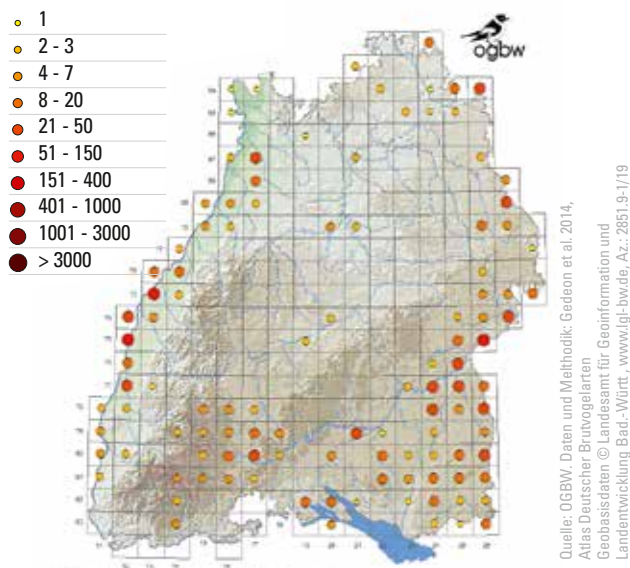 1
2 - 3
4 - 7
8 - 20
21 - 50
51 - 150
151 - 400
401 - 1000
1001 - 3000
> 3000
ogbw
Quelle: OGBW. Daten und Methodik: Gedeon et al. 2014,
Atlas Deutscher Brutvogelarten
Geobasisdaten © Landesamt für Geoinformation und
Landentwicklung Bad.-Württ., www.lgl-bw.de, Az.: 2851.9-1/19